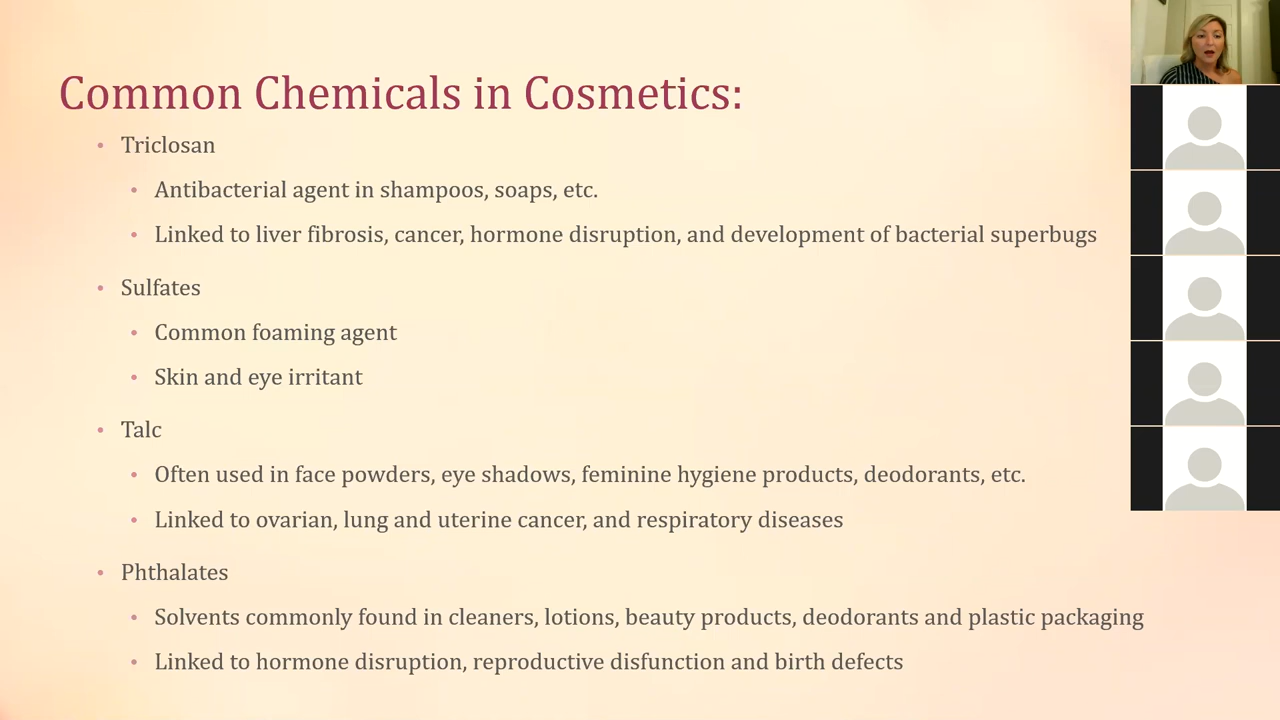 Common Chemicals in Cosmetics:
• Triclosan
• Antibacterial agent in shampoos, soaps, etc.
• Linked to liver fibrosis, cancer, hormone disruption, and development of bacterial superbugs
• Sulfates
• Common foaming agent
• Skin and eye irritant
• Talc
• Often used in face powders, eye shadows, feminine hygiene products, deodorants, etc.
• Linked to ovarian, lung and uterine cancer, and respiratory diseases
• Phthalates
• Solvents commonly found in cleaners, lotions, beauty products, deodorants and plastic packaging
• Linked to hormone disruption, reproductive disfunction and birth defects